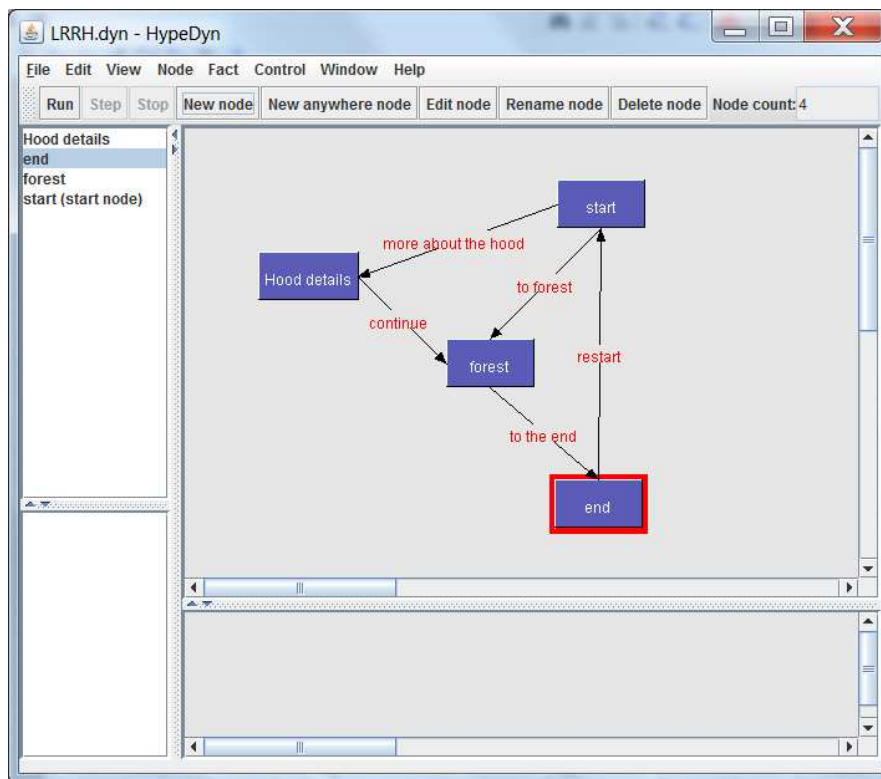 LRRH.dyn - HypeDyn
File Edit View Node Fact Control Window Help
Run Step Stop New node New anywhere node Edit node Rename node Delete node Node count: 4
Hood details
end
forest
start (start node)
start
more about the hood
Hood details
to forest
continue
restart
forest
to the end
end